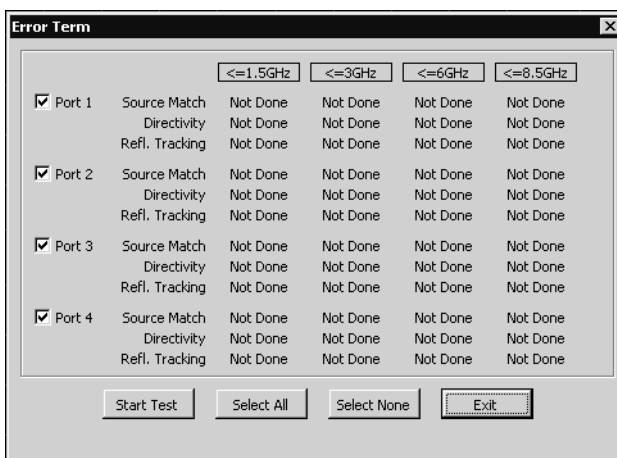 Error Term
<=1.5GHz <=3GHz <=6GHz <=8.5GHz
Port 1 Source Match Not Done Not Done Not Done Not Done
Directivity Not Done Not Done Not Done Not Done
Refl. Tracking Not Done Not Done Not Done Not Done
Port 2 Source Match Not Done Not Done Not Done Not Done
Directivity Not Done Not Done Not Done Not Done
Refl. Tracking Not Done Not Done Not Done Not Done
Port 3 Source Match Not Done Not Done Not Done Not Done
Directivity Not Done Not Done Not Done Not Done
Refl. Tracking Not Done Not Done Not Done Not Done
Port 4 Source Match Not Done Not Done Not Done Not Done
Directivity Not Done Not Done Not Done Not Done
Refl. Tracking Not Done Not Done Not Done Not Done
Start Test Select All Select None Exit